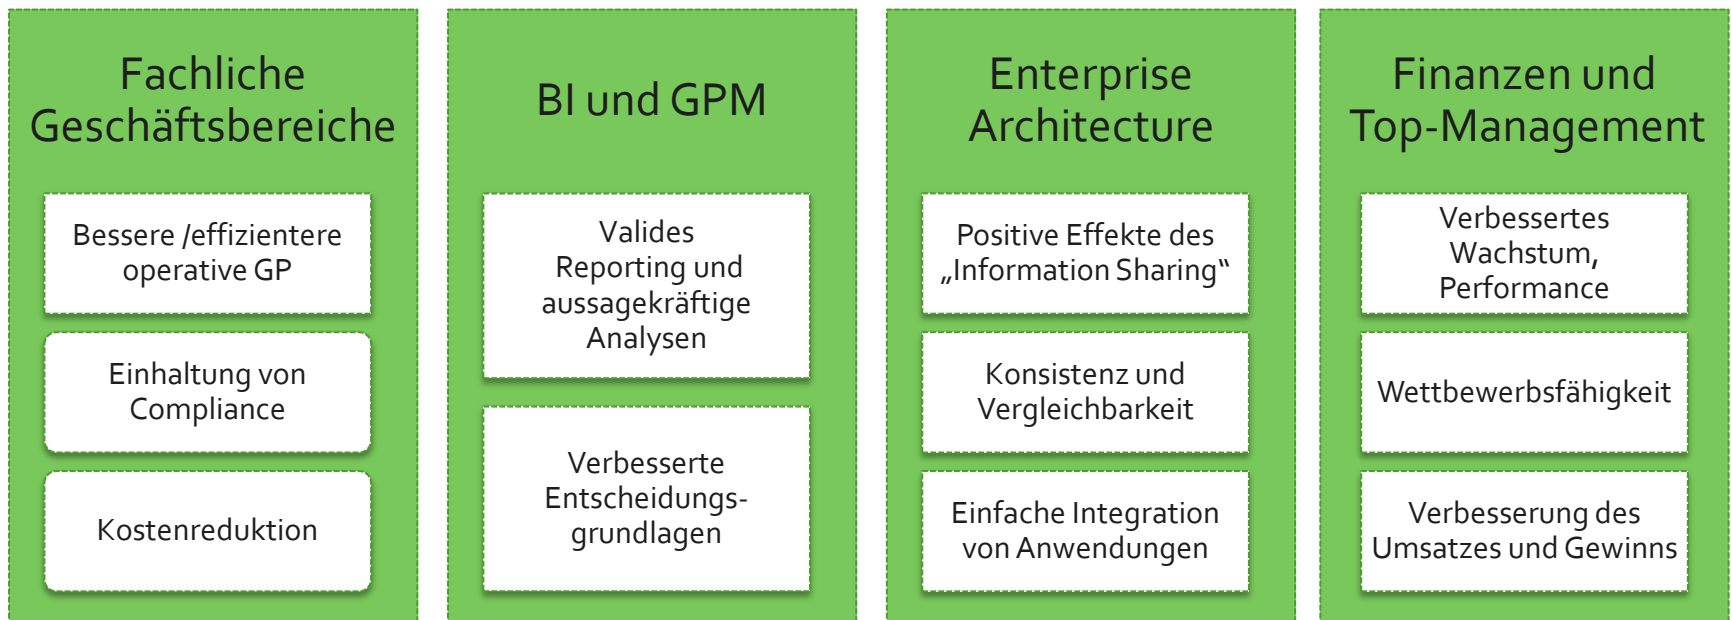 Fachliche
Geschäftsbereiche
Bessere /effizientere
operative GP
Einhaltung von
Compliance
Kostenreduktion
BI und GPM
Valides
Reporting und
aussagekräftige
Analysen
Verbesserte
Entscheidungs-
grundlagen
Enterprise
Architecture
Positive Effekte des
„Information Sharing“
Konsistenz und
Vergleichbarkeit
Einfache Integration
von Anwendungen
Finanzen und
Top-Management
Verbessertes
Wachstum,
Performance
Wettbewerbsfähigkeit
Verbesserung des
Umsatzes und Gewinns